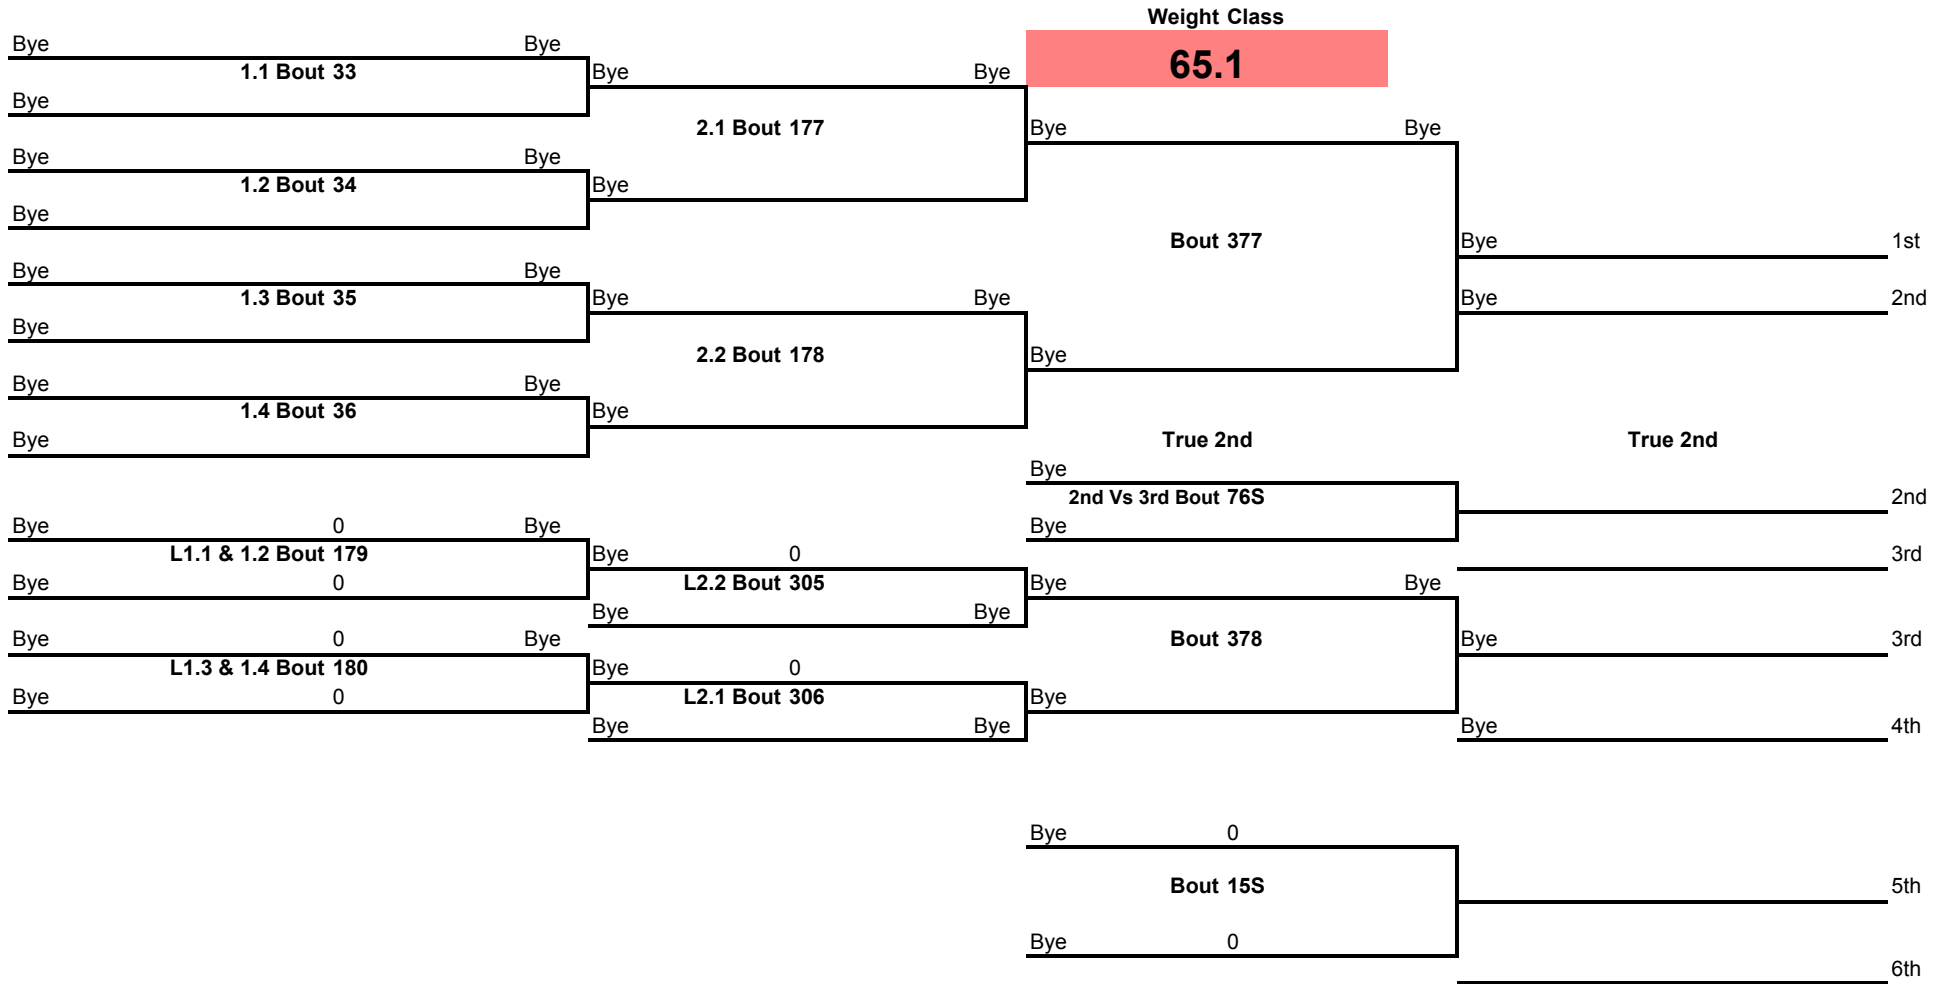 Weight Class
Bye Bye 65.1
1.1 Bout 33 Bye Bye
Bye
2.1 Bout 177 Bye Bye
Bye Bye
1.2 Bout 34 Bye
Bye
Bout 377 Bye 1st
Bye Bye
1.3 Bout 35 Bye Bye Bye 2nd
Bye
2.2 Bout 178 Bye
Bye Bye
1.4 Bout 36 Bye
Bye True 2nd True 2nd
Bye
2nd Vs 3rd Bout 76S 2nd
Bye 0 Bye Bye
L1.1 & 1.2 Bout 179 Bye 0 3rd
Bye 0 L2.2 Bout 305 Bye Bye
Bye Bye
Bye 0 Bye Bout 378 Bye 3rd
L1.3 & 1.4 Bout 180 Bye 0
Bye 0 L2.1 Bout 306 Bye
Bye Bye Bye 4th
Bye 0
Bout 15S 5th
Bye 0
6th